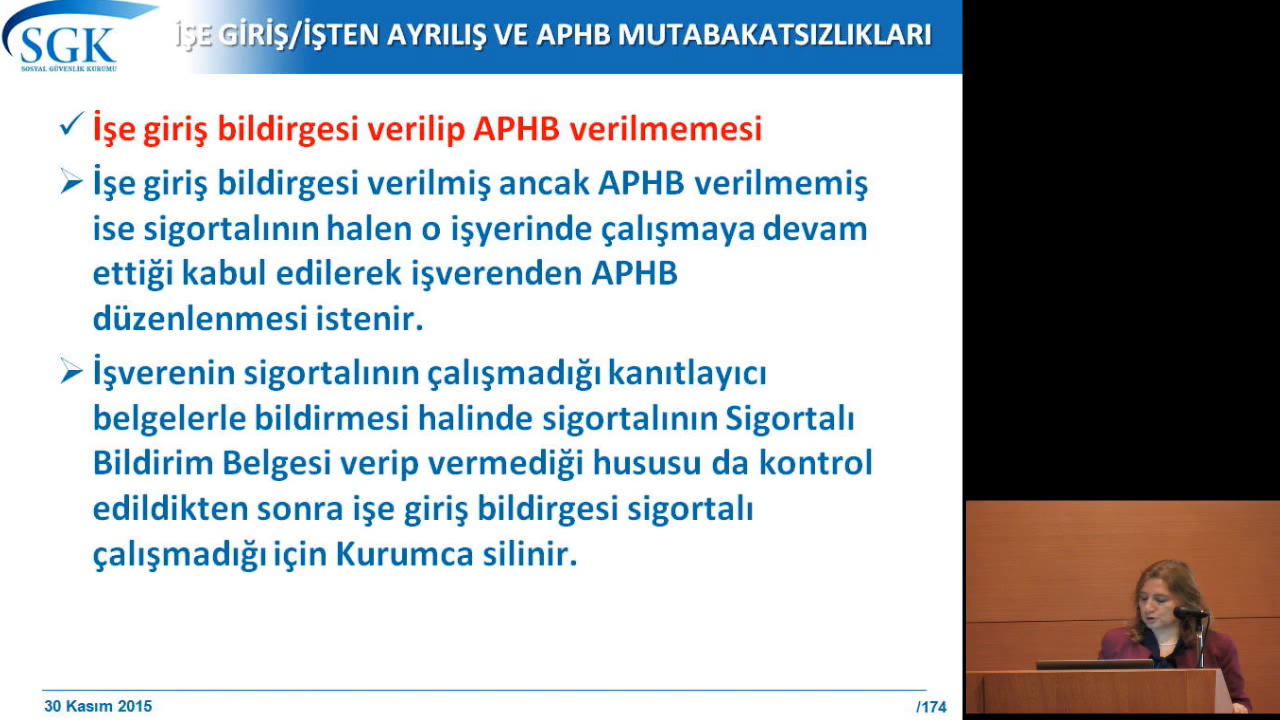 SGK
SOSYAL GÜVENLİK KURUMU
İŞE GİRİŞ/İŞTEN AYRILIŞ VE APHB MUTABAKATSIZLIKLARI
İşe giriş bildirgesi verilip APHB verilmemesi
İşe giriş bildirgesi verilmiş ancak APHB verilmemiş
ise sigortalının halen o işyerinde çalışmaya devam
ettiği kabul edilerek işverenden APHB
düzenlenmesi istenir.
İşverenin sigortalının çalışmadığı kanıtlayıcı
belgelerle bildirmesi halinde sigortalının Sigortalı
Bildirim Belgesi verip vermediği hususu da kontrol
edildikten sonra işe giriş bildirgesi sigortalı
çalışmadığı için Kurumca silinir.
30 Kasım 2015
/174